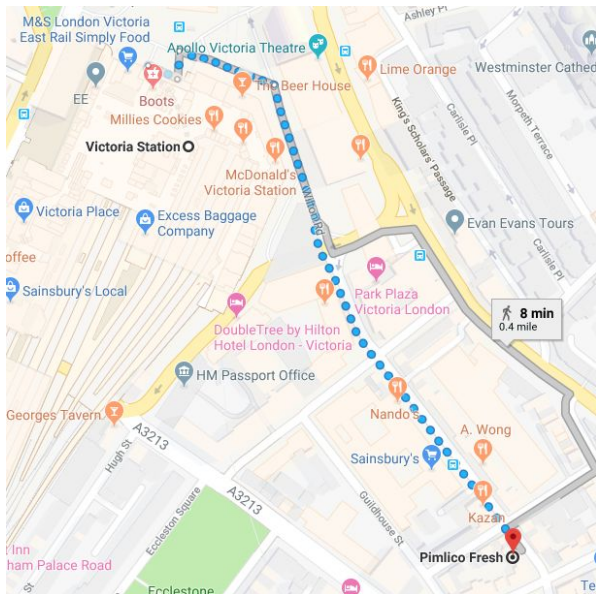 M&S London Victoria
East Rail Simply Food
Ashley Pl
Apollo Victoria Theatre
Westminster Cathed
Lime Orange
The Beer House
EE
Boots
Morpeth Terrace
Carlisle Pl
King's Scholars' Passage
Millies Cookies
Victoria Station
McDonald's
Victoria Station
Wilton Rd
Victoria Place
Excess Baggage
Company
Evan Evans Tours
Carlisle Pl
offee
Sainsbury's Local
Park Plaza
Victoria London
8 min
0.4 mile
DoubleTree by Hilton
Hotel London - Victoria
HM Passport Office
Georges Tavern
Nando's
A3213
Hugh St
A. Wong
Sainsbury's
A3213
Eccleston Square
Guildhouse St
Kazan
Inn
ham Palace Road
Pimlico Fresh
Ecclestone
Te